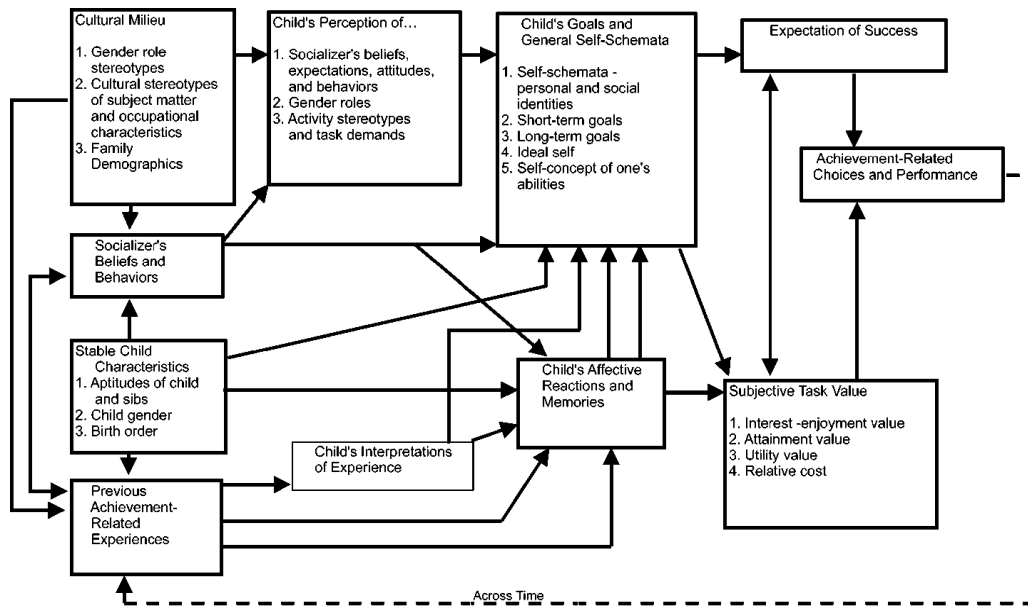 Cultural Milieu
1. Gender role
stereotypes
2. Cultural stereotypes
of subject matter
and occupational
characteristics
3. Family
Demographics
Child's Perception of...
1. Socializer's beliefs,
expectations, attitudes,
and behaviors
2. Gender roles
3. Activity stereotypes
and task demands
Child's Goals and
General Self-Schemata
1. Self-schemata -
personal and social
identities
2. Short-term goals
3. Long-term goals
4. Ideal self
5. Self-concept of one's
abilities
Expectation of Success
Achievement-Related
Choices and Performance
Socializer's
Beliefs and
Behaviors
Stable Child
Characteristics
1. Aptitudes of child
and sibs
2. Child gender
3. Birth order
Child's Affective
Reactions and
Memories
Subjective Task Value
1. Interest -enjoyment value
2. Attainment value
3. Utility value
4. Relative cost
Child's Interpretations
of Experience
Previous
Achievement-
Related
Experiences
Across Time